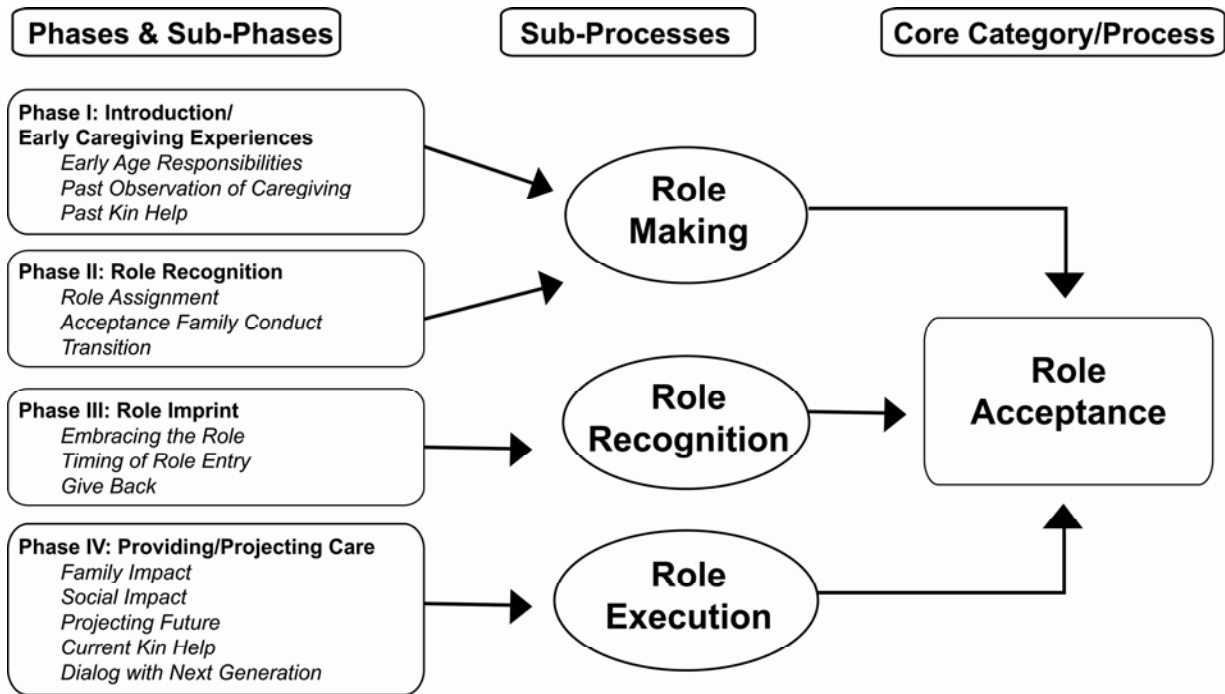 Phases & Sub-Phases
Sub-Processes
Core Category/Process
Phase I: Introduction/
Early Caregiving Experiences
Early Age Responsibilities
Past Observation of Caregiving
Past Kin Help
Phase II: Role Recognition
Role Assignment
Acceptance Family Conduct
Transition
Phase III: Role Imprint
Embracing the Role
Timing of Role Entry
Give Back
Phase IV: Providing/Projecting Care
Family Impact
Social Impact
Projecting Future
Current Kin Help
Dialog with Next Generation
Role
Making
Role
Recognition
Role
Execution
Role
Acceptance